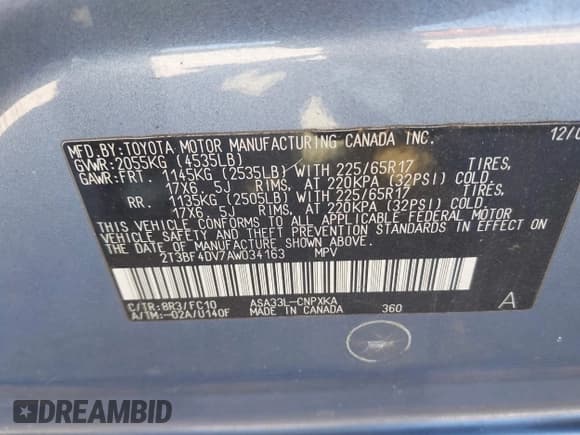 MFD.BY:TOYOTA MOTOR MANUFACTURING CANADA INC. 12/0
GVWR:2055KG (4535LB)
GAWR:FRT. 1145KG (2535LB) WITH 225/65R17 TIRES,
17X6. 5J RIMS, AT 220KPA (32PSI) COLD.
RR. 1135KG (2505LB) WITH 225/65R17 TIRES,
17X6. 5J RIMS, AT 220KPA (32PSI) COLD.
THIS VEHICLE CONFORMS TO ALL APPLICABLE FEDERAL MOTOR
VEHICLE SAFETY AND THEFT PREVENTION STANDARDS IN EFFECT ON
THE DATE OF MANUFACTURE SHOWN ABOVE.
2T3BF4DV7AW034163 MPV
C/TR:8R3/FC10 ASA33L-CNPXKA A
A/TM:-02A/U140F MADE IN CANADA 360
DREAMBID